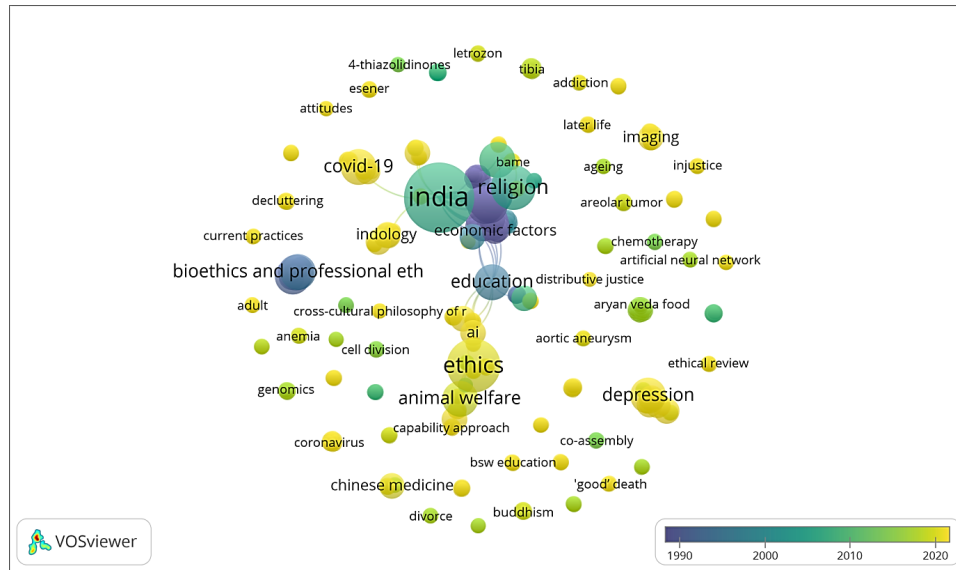 letrozon
4-thiazolidinones
tibia
esener
addiction
attitudes
later life
imaging
covid-19
bame
ageing
injustice
religion
india
decluttering
areolar tumor
indology
economic factors
current practices
chemotherapy
artificial neural network
bioethics and professional eth
education
distributive justice
adult
cross-cultural philosophy of r
aryan veda food
ai
anemia
aortic aneurysm
cell division
ethics
ethical review
genomics
animal welfare
depression
capability approach
coronavirus
co-assembly
bsw education
chinese medicine
'good' death
divorce
buddhism
VOSviewer
1990
2000
2010
2020